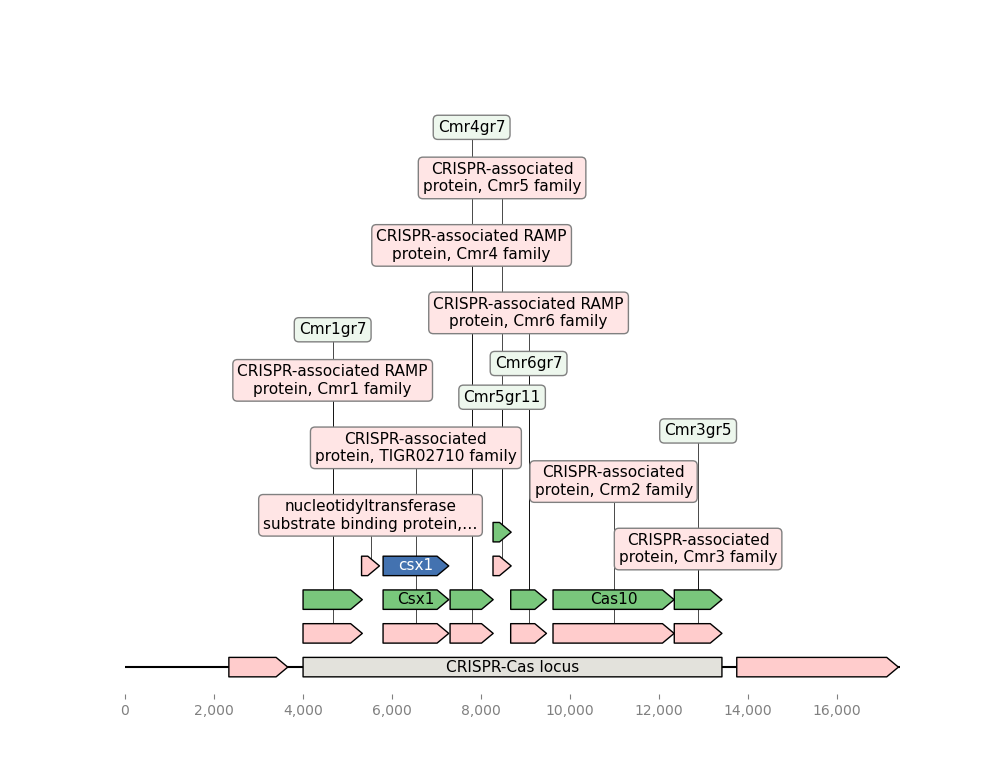 Cmr4gr7
CRISPR-associated
protein, Cmr5 family
CRISPR-associated RAMP
protein, Cmr4 family
CRISPR-associated RAMP
protein, Cmr6 family
Cmr1gr7
Cmr6gr7
CRISPR-associated RAMP
protein, Cmr1 family
Cmr5gr11
Cmr3gr5
CRISPR-associated
protein, TIGR02710 family
CRISPR-associated
protein, Crm2 family
nucleotidyltransferase
substrate binding protein,...
CRISPR-associated
protein, Cmr3 family
csx1
Csx1
Cas10
CRISPR-Cas locus
0
2,000
4,000
6,000
8,000
10,000
12,000
14,000
16,000